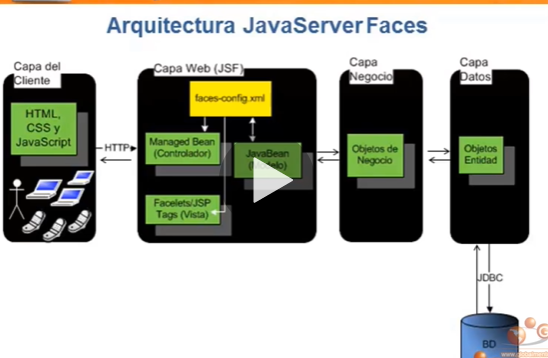 Arquitectura JavaServer Faces
Capa del
Cliente
HTML,
CSS y
JavaScript
HTTP
Capa Web (JSF)
faces-config.xml
Managed Bean
(Controlador)
JavaBean
(Modelo)
Facelets/JSP
Tags (Vista)
Capa
Negocio
Objetos de
Negocio
Capa
Datos
Objetos
Entidad
JDBC
BD